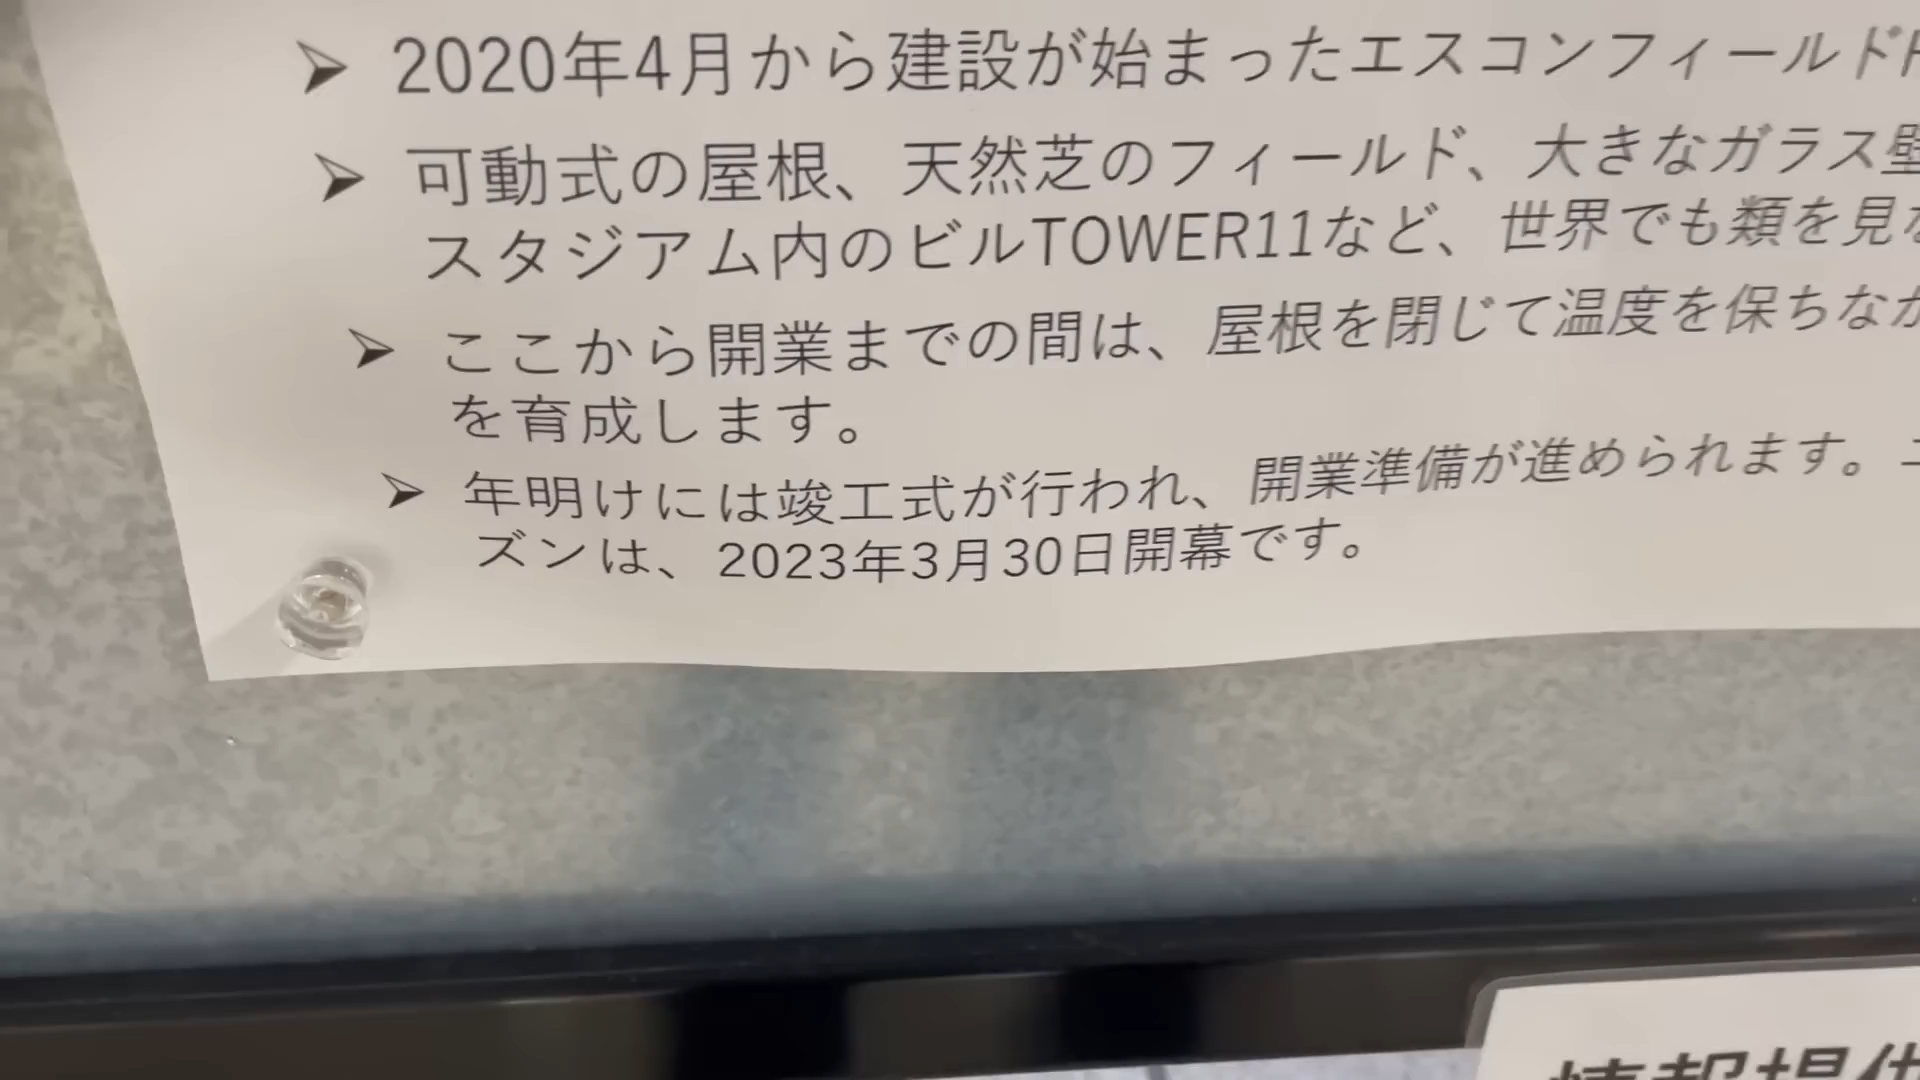 ➤ 2020年4月から建設が始まったエスコンフィールドH
➤ 可動式の屋根、天然芝のフィールド、大きなガラス壁
スタジアム内のビルTOWER11など、世界でも類を見な
➤ ここから開業までの間は、屋根を閉じて温度を保ちなが
を育成します。
➤ 年明けには竣工式が行われ、開業準備が進められます。
ズンは、2023年3月30日開幕です。
情報提供